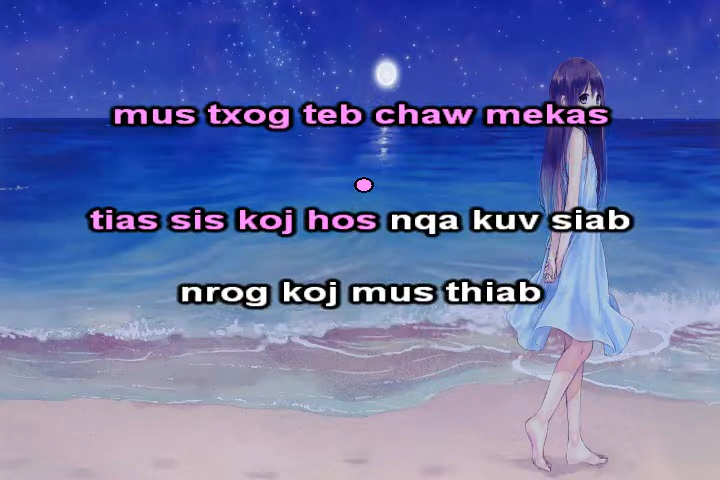 mus txog teb chaw mekas
tias sis koj hos nqa kuv siab
nrog koj mus thiab